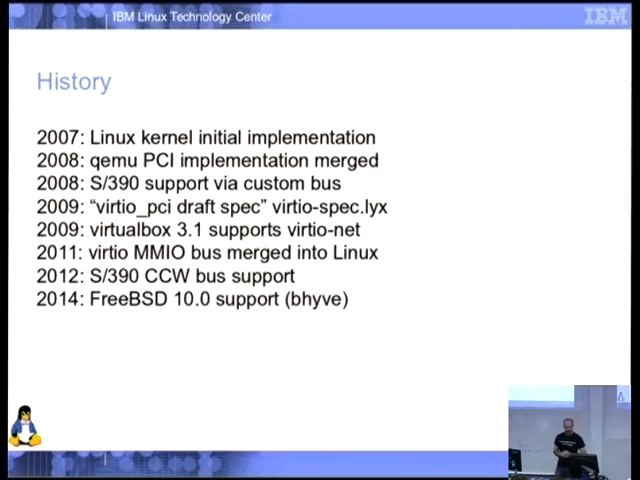 IBM Linux Technology Center
IBM
History
2007: Linux kernel initial implementation
2008: qemu PCI implementation merged
2008: S/390 support via custom bus
2009: “virtio_pci draft spec” virtio-spec.lyx
2009: virtualbox 3.1 supports virtio-net
2011: virtio MMIO bus merged into Linux
2012: S/390 CCW bus support
2014: FreeBSD 10.0 support (bhyve)